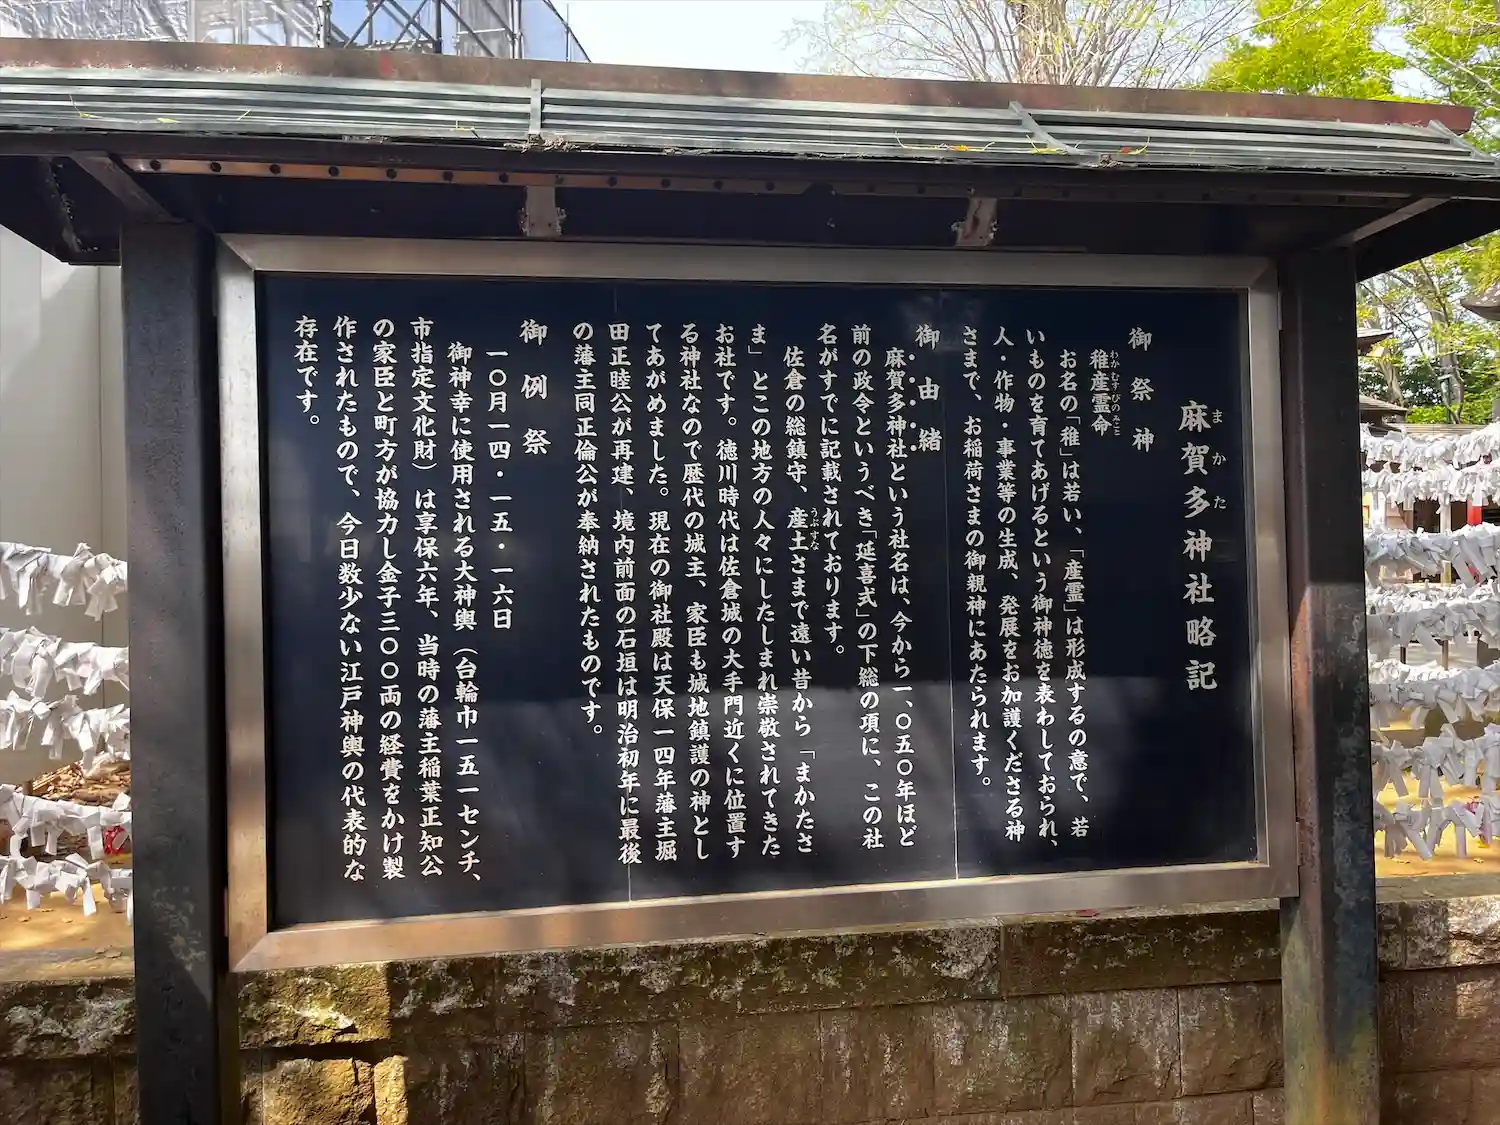 麻賀多神社略記
まかた
御祭神
稚産霊命
わかむすびのみこと
お名の「稚」は若い、「産霊」は形成するの意で、若
いものを育てあげるという御神徳を表わしておられ、
人・作物・事業等の生成、発展をお加護くださる神
さまで、お稲荷さまの御親神にあたられます。
御由緒
麻賀多神社という社名は、今から一、〇五〇年ほど
前の政令というべき「延喜式」の下総の項に、この社
名がすでに記載されております。
佐倉の総鎮守、産土さまで遠い昔から「まかたさ
うぶすな
ま」とこの地方の人々にしたしまれ崇敬されてきた
お社です。徳川時代は佐倉城の大手門近くに位置す
る神社なので歴代の城主、家臣も城地鎮護の神とし
てあがめました。現在の御社殿は天保一四年藩主堀
田正睦公が再建、境内前面の石垣は明治初年に最後
の藩主同正倫公が奉納されたものです。
御例祭
一〇月一四・一五・一六日
御神幸に使用される大神輿（台輪巾一五一センチ、
市指定文化財）は享保六年、当時の藩主稲葉正知公
の家臣と町方が協力し金子三〇〇両の経費をかけ製
作されたもので、今日数少ない江戸神輿の代表的な
存在です。